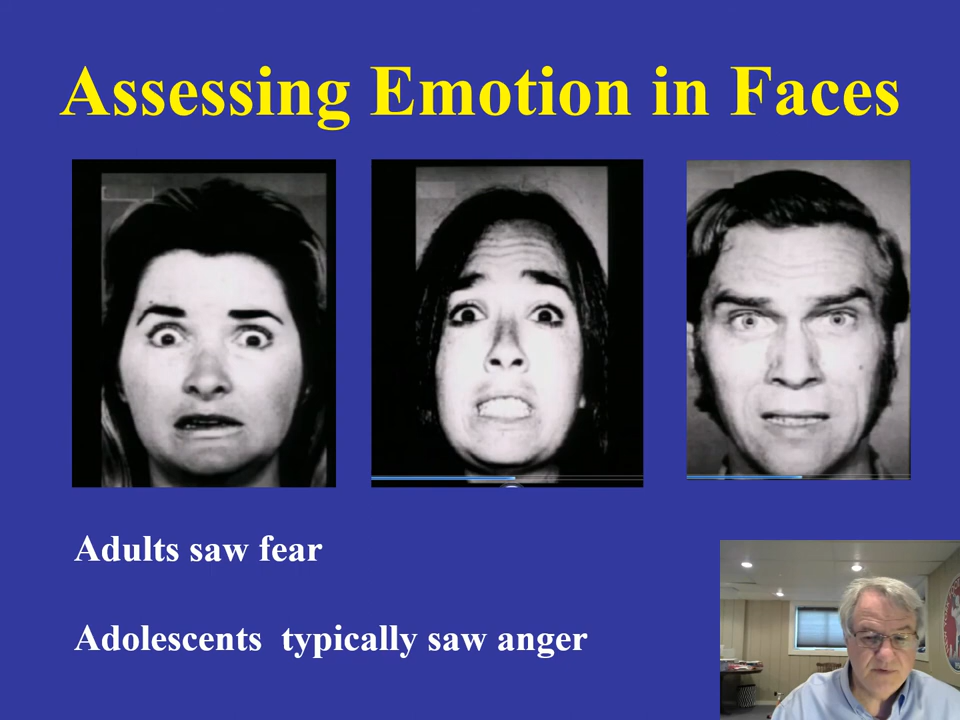 Assessing Emotion in Faces
Adults saw fear
Adolescents typically saw anger